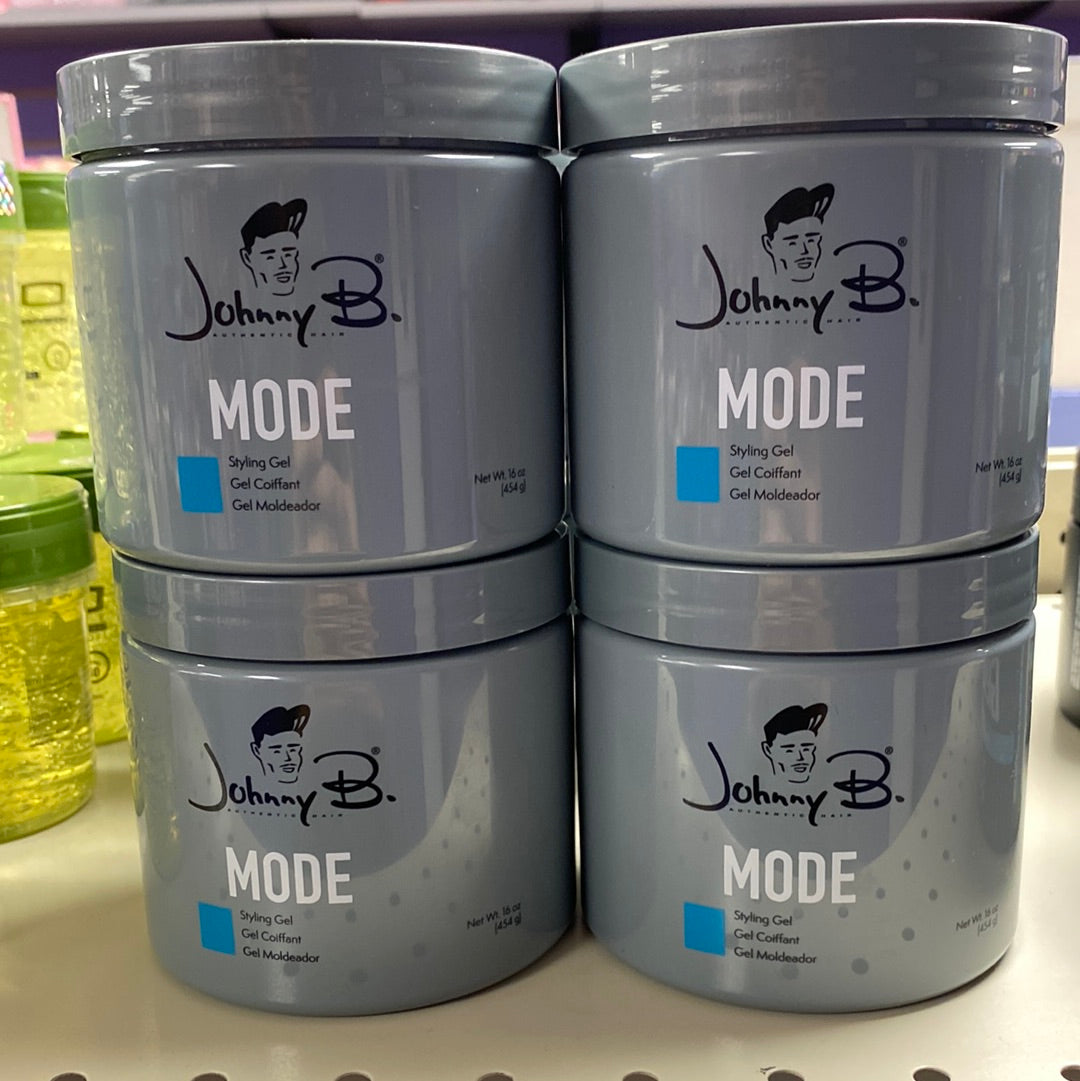 Johnny B.®
AUTHENTIC HAIR
MODE
Styling Gel
Gel Coiffant
Gel Moldeador
Net Wt. 16 oz
(454 g)
Johnny B.®
AUTHENTIC HAIR
MODE
Styling Gel
Gel Coiffant
Gel Moldeador
Net Wt. 16 oz
(454 g)
Johnny B.®
AUTHENTIC HAIR
MODE
Styling Gel
Gel Coiffant
Gel Moldeador
Net Wt. 16 oz
(454 g)
Johnny B.®
AUTHENTIC HAIR
MODE
Styling Gel
Gel Coiffant
Gel Moldeador
Net Wt. 16 oz
(454 g)